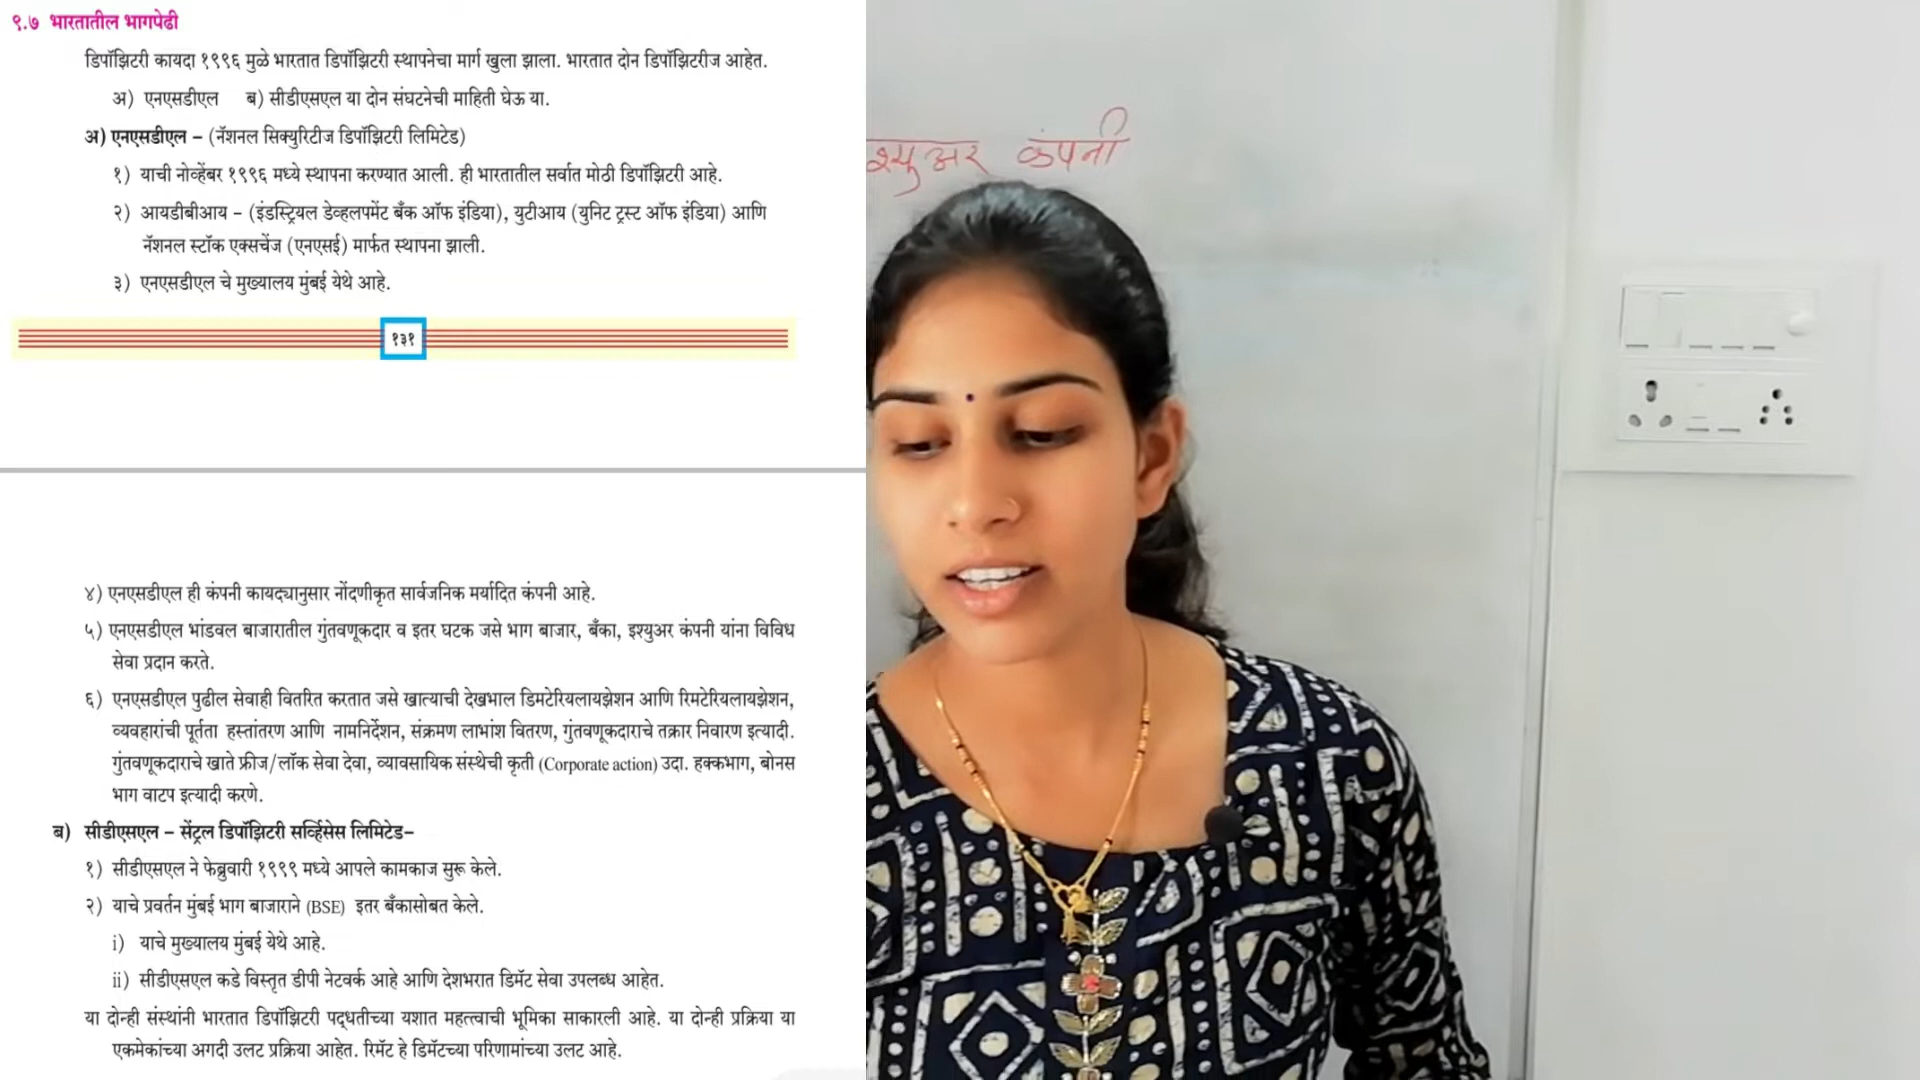 ९.७ भारतातील भागपेढी
डिपॉझिटरी कायदा १९९६ मुळे भारतात डिपॉझिटरी स्थापनेचा मार्ग खुला झाला. भारतात दोन डिपॉझिटरीज आहेत.
अ) एनएसडीएल ब) सीडीएसएल या दोन संघटनेची माहिती घेऊ या.
अ) एनएसडीएल – (नॅशनल सिक्युरिटीज डिपॉझिटरी लिमिटेड)
१) याची नोव्हेंबर १९९६ मध्ये स्थापना करण्यात आली. ही भारतातील सर्वात मोठी डिपॉझिटरी आहे.
२) आयडीबीआय – (इंडस्ट्रियल डेव्हलपमेंट बँक ऑफ इंडिया), युटीआय (युनिट ट्रस्ट ऑफ इंडिया) आणि
नॅशनल स्टॉक एक्सचेंज (एनएसई) मार्फत स्थापना झाली.
३) एनएसडीएल चे मुख्यालय मुंबई येथे आहे.
१३१
४) एनएसडीएल ही कंपनी कायद्यानुसार नोंदणीकृत सार्वजनिक मर्यादित कंपनी आहे.
५) एनएसडीएल भांडवल बाजारातील गुंतवणूकदार व इतर घटक जसे भाग बाजार, बँका, इश्युअर कंपनी यांना विविध
सेवा प्रदान करते.
६) एनएसडीएल पुढील सेवाही वितरित करतात जसे खात्याची देखभाल डिमटेरियलायझेशन आणि रिमटेरियलायझेशन,
व्यवहारांची पूर्तता हस्तांतरण आणि नामनिर्देशन, संक्रमण लाभांश वितरण, गुंतवणूकदाराचे तक्रार निवारण इत्यादी.
गुंतवणूकदाराचे खाते फ्रीज/लॉक सेवा देवा, व्यावसायिक संस्थेची कृती (Corporate action) उदा. हक्कभाग, बोनस
भाग वाटप इत्यादी करणे.
ब) सीडीएसएल – सेंट्रल डिपॉझिटरी सर्व्हिसेस लिमिटेड–
१) सीडीएसएल ने फेब्रुवारी १९९९ मध्ये आपले कामकाज सुरू केले.
२) याचे प्रवर्तन मुंबई भाग बाजाराने (BSE) इतर बँकासोबत केले.
i) याचे मुख्यालय मुंबई येथे आहे.
ii) सीडीएसएल कडे विस्तृत डीपी नेटवर्क आहे आणि देशभरात डिमॅट सेवा उपलब्ध आहेत.
या दोन्ही संस्थांनी भारतात डिपॉझिटरी पद्धतीच्या यशात महत्त्वाची भूमिका साकारली आहे. या दोन्ही प्रक्रिया या
एकमेकांच्या अगदी उलट प्रक्रिया आहेत. रिमॅट हे डिमॅटच्या परिणामांच्या उलट आहे.
श्युअर कंपनी